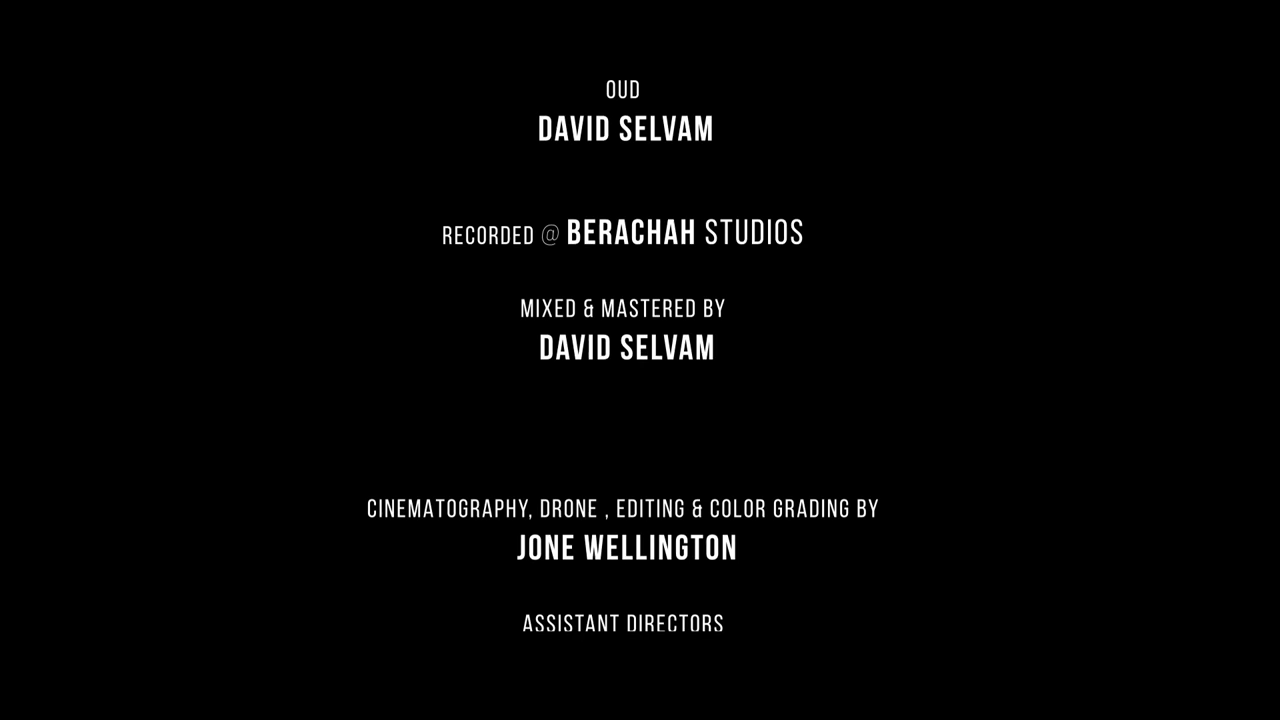 OUD
DAVID SELVAM
RECORDED @ BERACHAH STUDIOS
MIXED & MASTERED BY
DAVID SELVAM
CINEMATOGRAPHY, DRONE , EDITING & COLOR GRADING BY
JONE WELLINGTON
ASSISTANT DIRECTORS